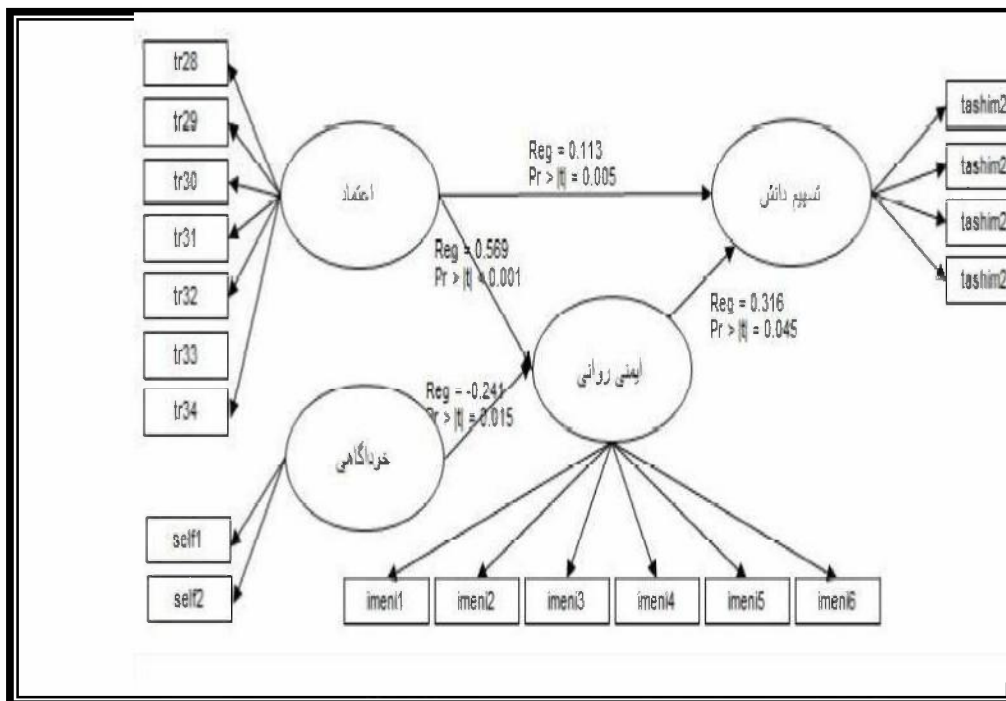 tr28
tr29
tr30
tr31
tr32
tr33
tr34
اعتماد
Reg = 0.113
Pr > |t| = 0.005
تسهیم دانش
tashim2
tashim2
tashim2
tashim2
Reg = 0.569
Pr > |t| = 0.001
Reg = 0.316
Pr > |t| = 0.045
ایمنی روانی
Reg = -0.241
Pr > |t| = 0.015
خودآگاهی
self1
self2
imeni1
imeni2
imeni3
imeni4
imeni5
imeni6